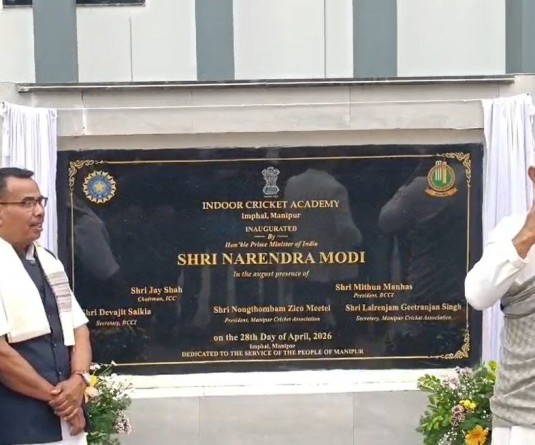 INDOOR CRICKET ACADEMY
Imphal, Manipur
INAUGURATED
By
Hon'ble Prime Minister of India
SHRI NARENDRA MODI
In the august presence of
Shri Jay Shah
Chairman, ICC
Shri Mithun Manhas
President, BCCI
Shri Devajit Saikia
Secretary, BCCI
Shri Nongthombam Zico Meetei
President, Manipur Cricket Association
Shri Lairenjam Geetranjan Singh
Secretary, Manipur Cricket Association
on the 28th Day of April, 2026
Imphal, Manipur
DEDICATED TO THE SERVICE OF THE PEOPLE OF MANIPUR